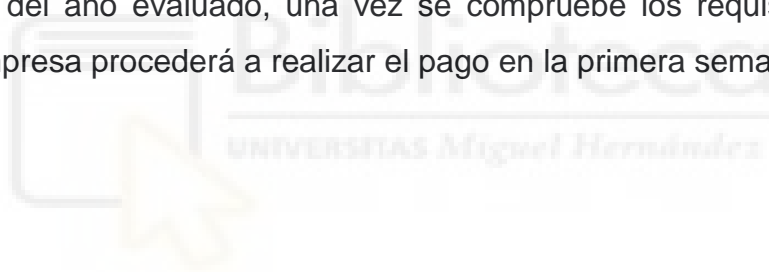 del año evaluado, una vez se compruebe los requis
presa procederá a realizar el pago en la primera sema
Biblioteca
UNIVERSITAS Miguel Hernández